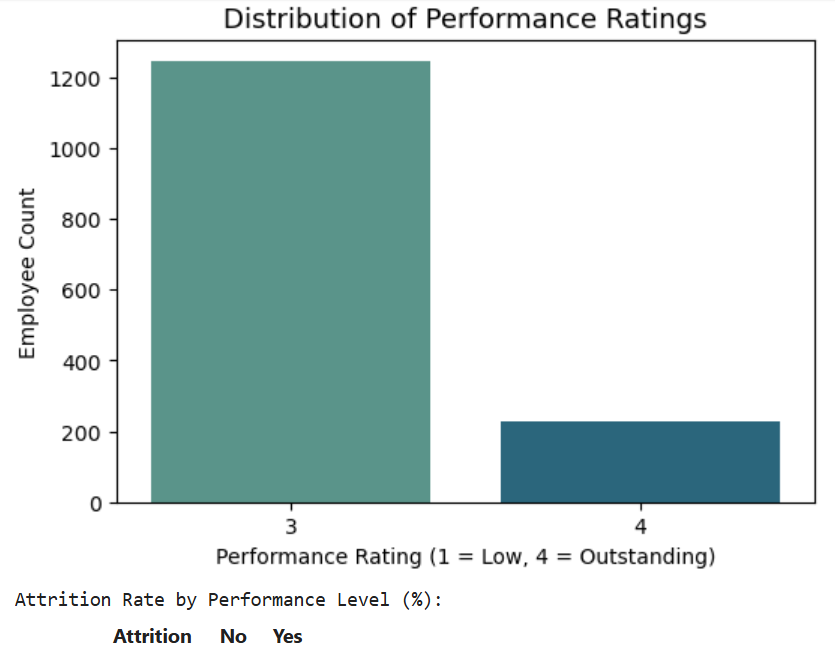 Distribution of Performance Ratings
1200
1000
800
600
400
200
0
Employee Count
3 4
Performance Rating (1 = Low, 4 = Outstanding)
Attrition Rate by Performance Level (%):
Attrition No Yes